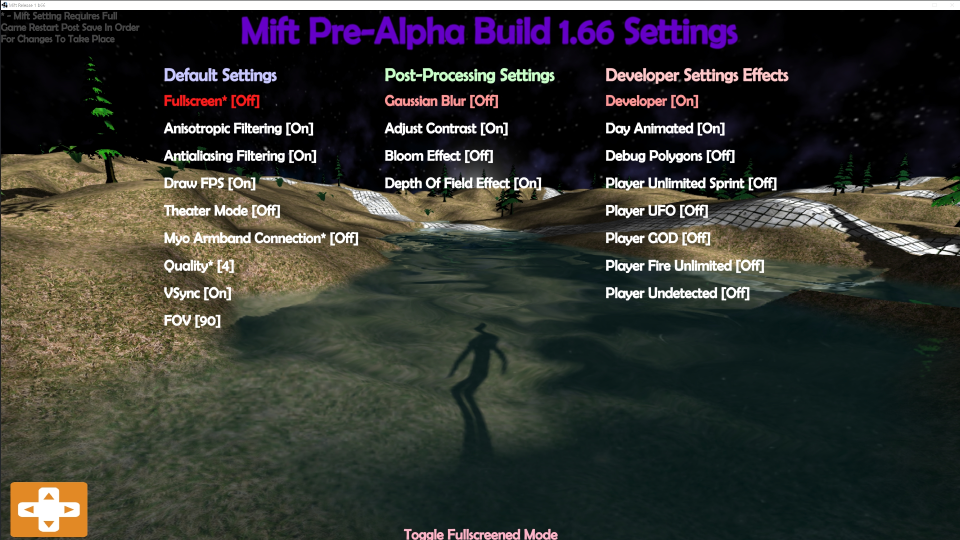 Mift Release 1.665
* - Mift Setting Requires Full
Game Restart Post Save In Order
For Changes To Take Place
Mift Pre-Alpha Build 1.66 Settings
Default Settings
Fullscreen* [Off]
Anisotropic Filtering [On]
Antialiasing Filtering [On]
Draw FPS [On]
Theater Mode [Off]
Myo Armband Connection* [Off]
Quality* [4]
VSync [On]
FOV [90]
Post-Processing Settings
Gaussian Blur [Off]
Adjust Contrast [On]
Bloom Effect [Off]
Depth Of Field Effect [On]
Developer Settings Effects
Developer [On]
Day Animated [On]
Debug Polygons [Off]
Player Unlimited Sprint [Off]
Player UFO [Off]
Player GOD [Off]
Player Fire Unlimited [Off]
Player Undetected [Off]
Toggle Fullscreened Mode